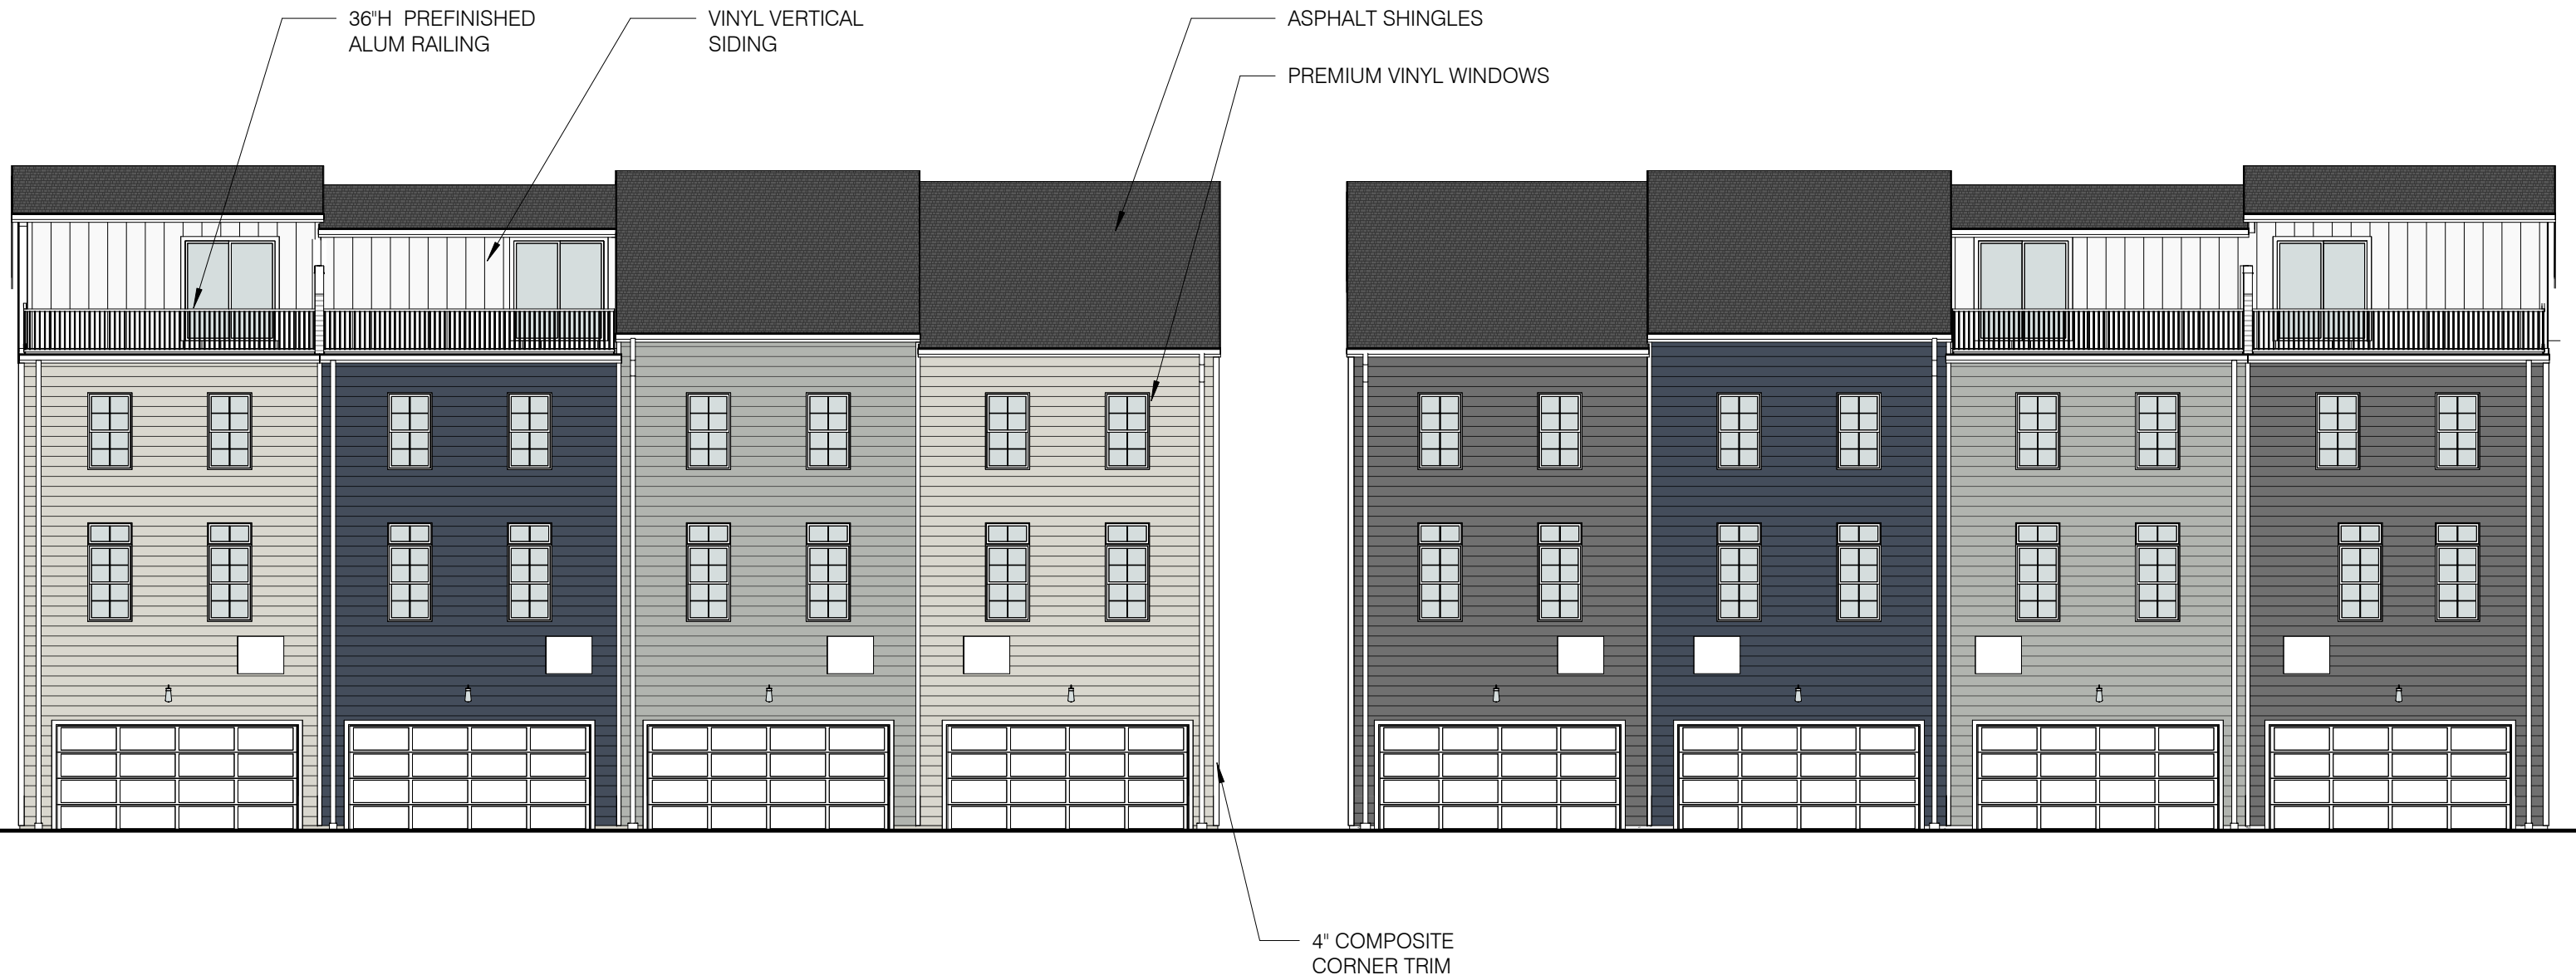 36"H  PREFINISHED
ALUM RAILING
VINYL VERTICAL
SIDING
ASPHALT SHINGLES
PREMIUM VINYL WINDOWS
4" COMPOSITE
CORNER TRIM